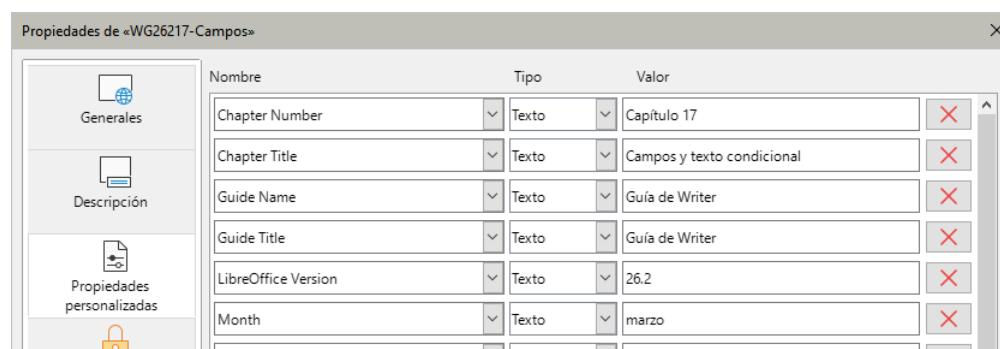 Propiedades de «WG26217-Campos»
Nombre Tipo Valor
Generales
Chapter Number Texto Capítulo 17
Chapter Title Texto Campos y texto condicional
Descripción
Guide Name Texto Guía de Writer
Guide Title Texto Guía de Writer
Propiedades
personalizadas
LibreOffice Version Texto 26.2
Month Texto marzo